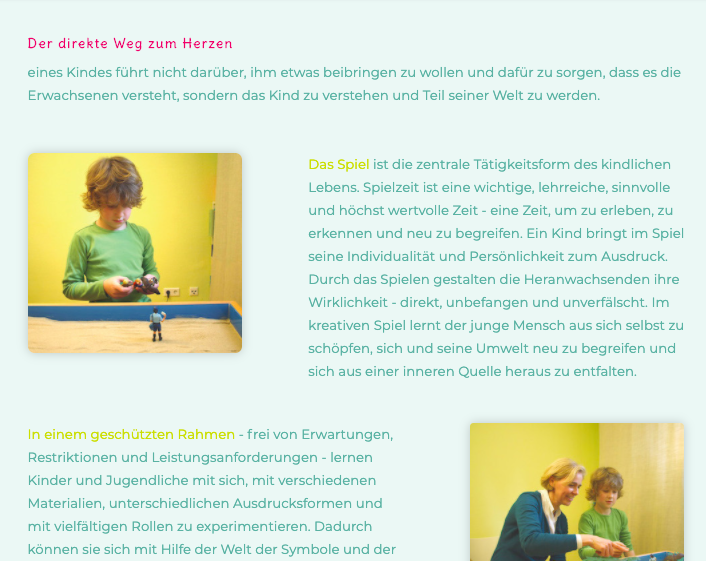 Der direkte Weg zum Herzen
eines Kindes führt nicht darüber, ihm etwas beibringen zu wollen und dafür zu sorgen, dass es die
Erwachsenen versteht, sondern das Kind zu verstehen und Teil seiner Welt zu werden.
Das Spiel ist die zentrale Tätigkeitsform des kindlichen
Lebens. Spielzeit ist eine wichtige, lehrreiche, sinnvolle
und höchst wertvolle Zeit - eine Zeit, um zu erleben, zu
erkennen und neu zu begreifen. Ein Kind bringt im Spiel
seine Individualität und Persönlichkeit zum Ausdruck.
Durch das Spielen gestalten die Heranwachsenden ihre
Wirklichkeit - direkt, unbefangen und unverfälscht. Im
kreativen Spiel lernt der junge Mensch aus sich selbst zu
schöpfen, sich und seine Umwelt neu zu begreifen und
sich aus einer inneren Quelle heraus zu entfalten.
In einem geschützten Rahmen - frei von Erwartungen,
Restriktionen und Leistungsanforderungen - lernen
Kinder und Jugendliche mit sich, mit verschiedenen
Materialien, unterschiedlichen Ausdrucksformen und
mit vielfältigen Rollen zu experimentieren. Dadurch
können sie sich mit Hilfe der Welt der Symbole und der